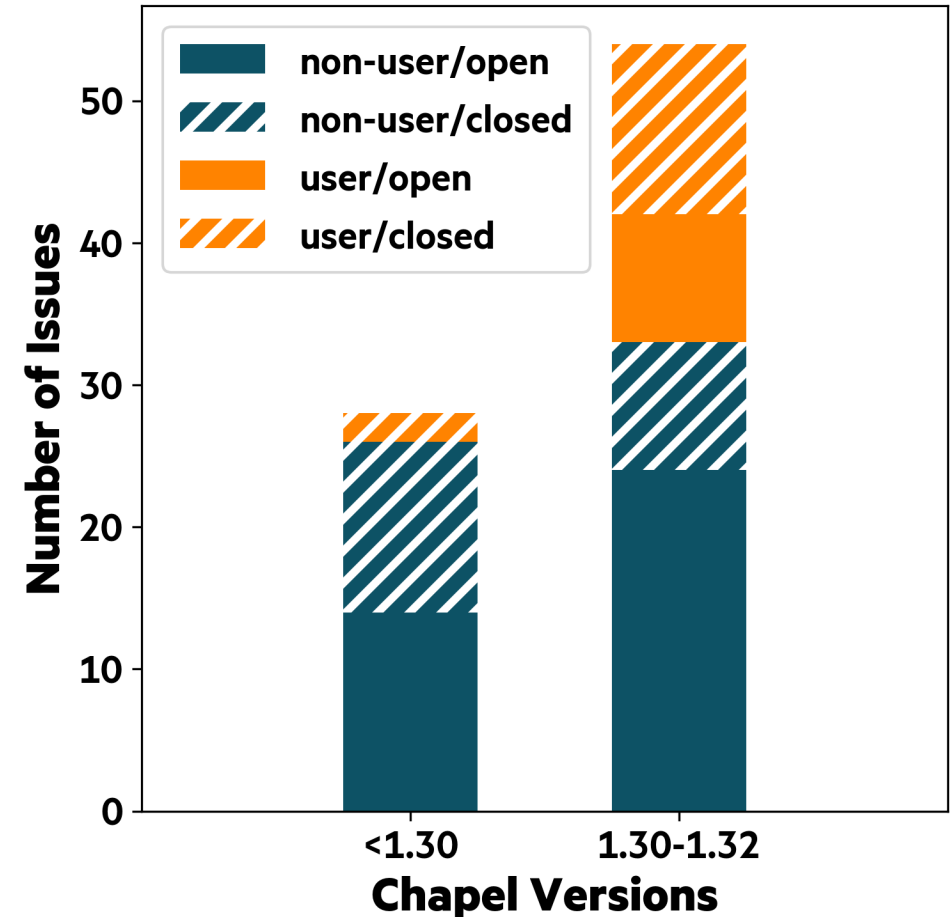 non-user/open
non-user/closed
user/open
user/closed
50
40
30
20
10
0
Number of Issues
<1.30
1.30-1.32
Chapel Versions